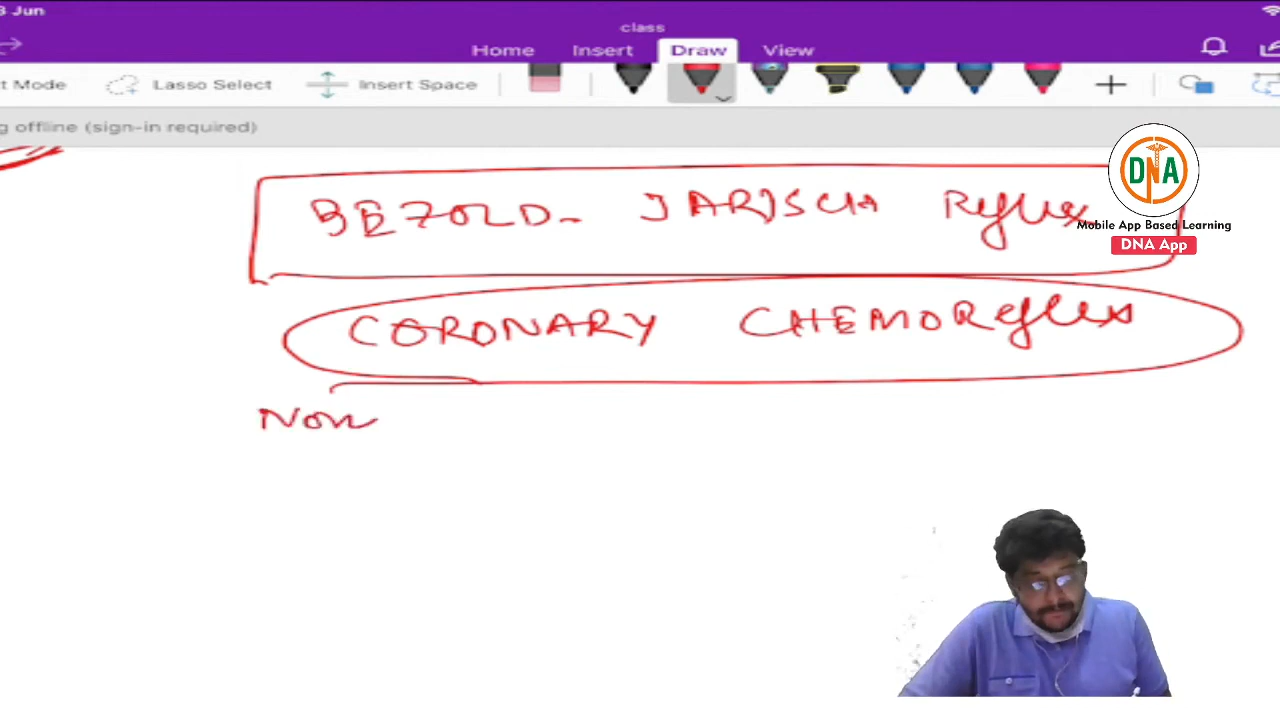 3 Jun
class
Home Insert Draw View
t Mode Lasso Select Insert Space
g offline (sign-in required)
BEZOLD- JARISCH Reflex
DNA
Mobile App Based Learning
DNA App
CORONARY CHEMOReflex
Non